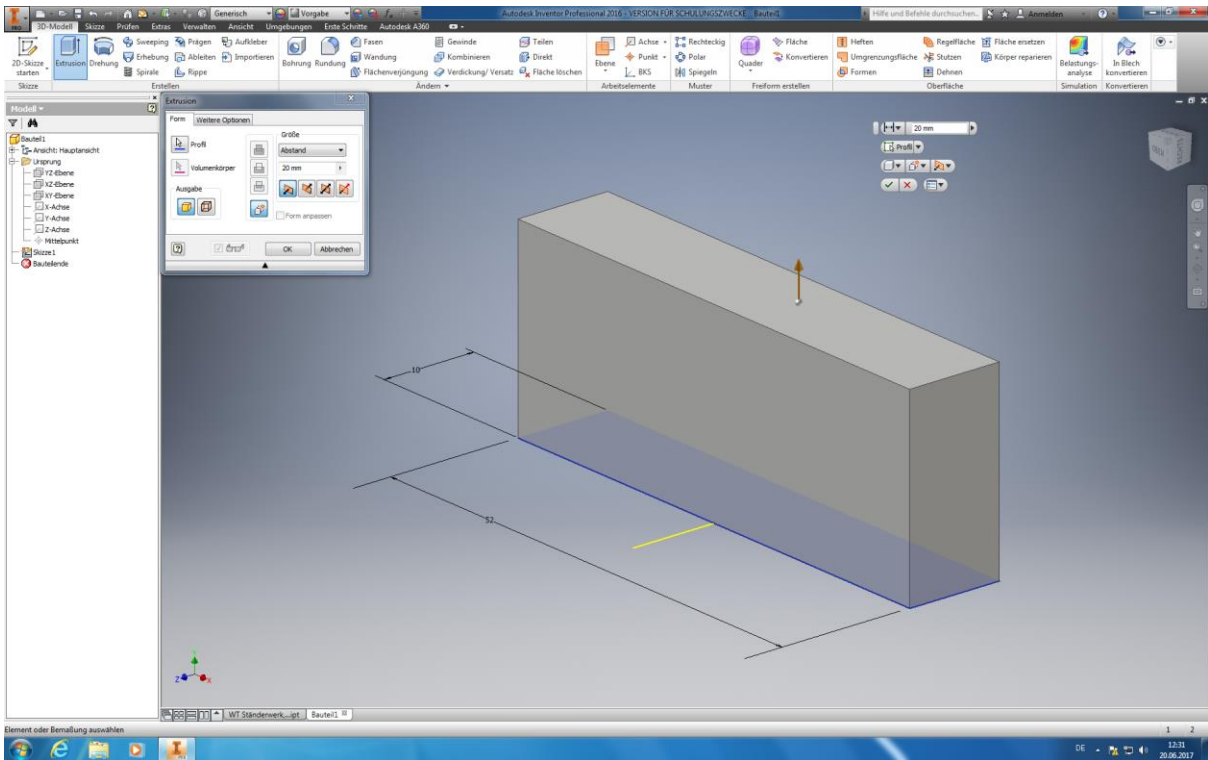 Generisch Vorgabe Autodesk Inventor Professional 2016 - VERSION FÜR SCHULUNGSZWECKE Bauteil1 Hilfe und Befehle durchsuchen... Anmelden
3D-Modell Skizze Prüfen Extras Verwalten Ansicht Umgebungen Erste Schritte Autodesk A360
Sweeping Prägen Aufkleber Fasen Gewinde Teilen Achse Rechteckig Fläche Heften Regelfläche Fläche ersetzen
2D-Skizze starten Extrusion Drehung Erhebung Ableiten Importieren Bohrung Rundung Wandung Kombinieren Direkt Ebene Punkt Polar Quader Konvertieren Umgrenzungsfläche Stutzen Körper reparieren Belastungs-analyse In Blech konvertieren
Spirale Rippe Flächenverjüngung Verdickung/ Versatz Fläche löschen BKS Spiegeln Formen Dehnen
Skizze Erstellen Ändern Arbeitselemente Muster Freiform erstellen Oberfläche Simulation Konvertieren
Modell
Bauteil1
Ansicht: Hauptansicht
Ursprung
YZ-Ebene
XZ-Ebene
XY-Ebene
X-Achse
Y-Achse
Z-Achse
Mittelpunkt
Skizze1
Bauteilende
Extrusion
Form Weitere Optionen
Größe
Profil Abstand
Volumenkörper 20 mm
Ausgabe
Form anpassen
OK Abbrechen
20 mm
Profil
10
52
Y
Z X
WT Ständerwerk...ipt Bauteil1
Element oder Bemaßung auswählen 1 2
DE 12:31
20.06.2017